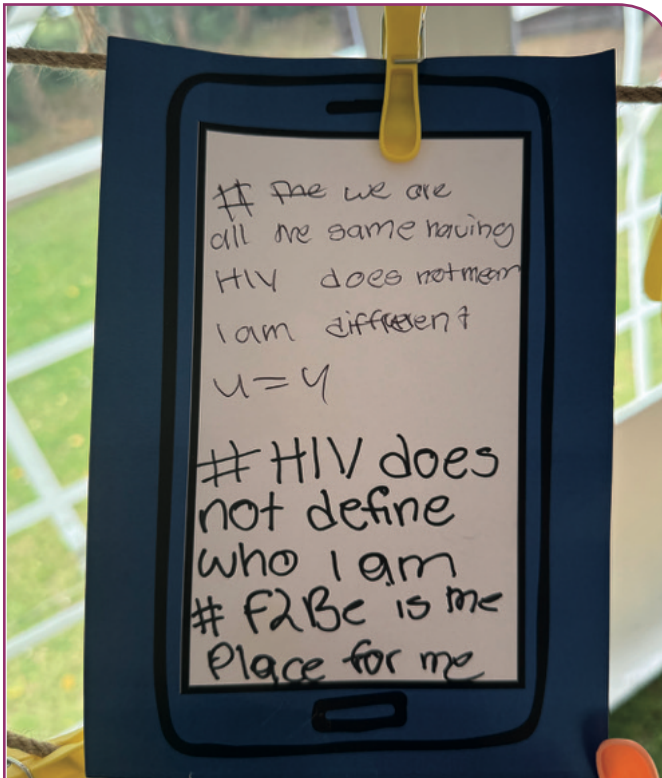 # The we are
all the same having
HIV does not mean
I am different
U=U
# HIV does
not define
who I am
# F2Be is the
Place for me